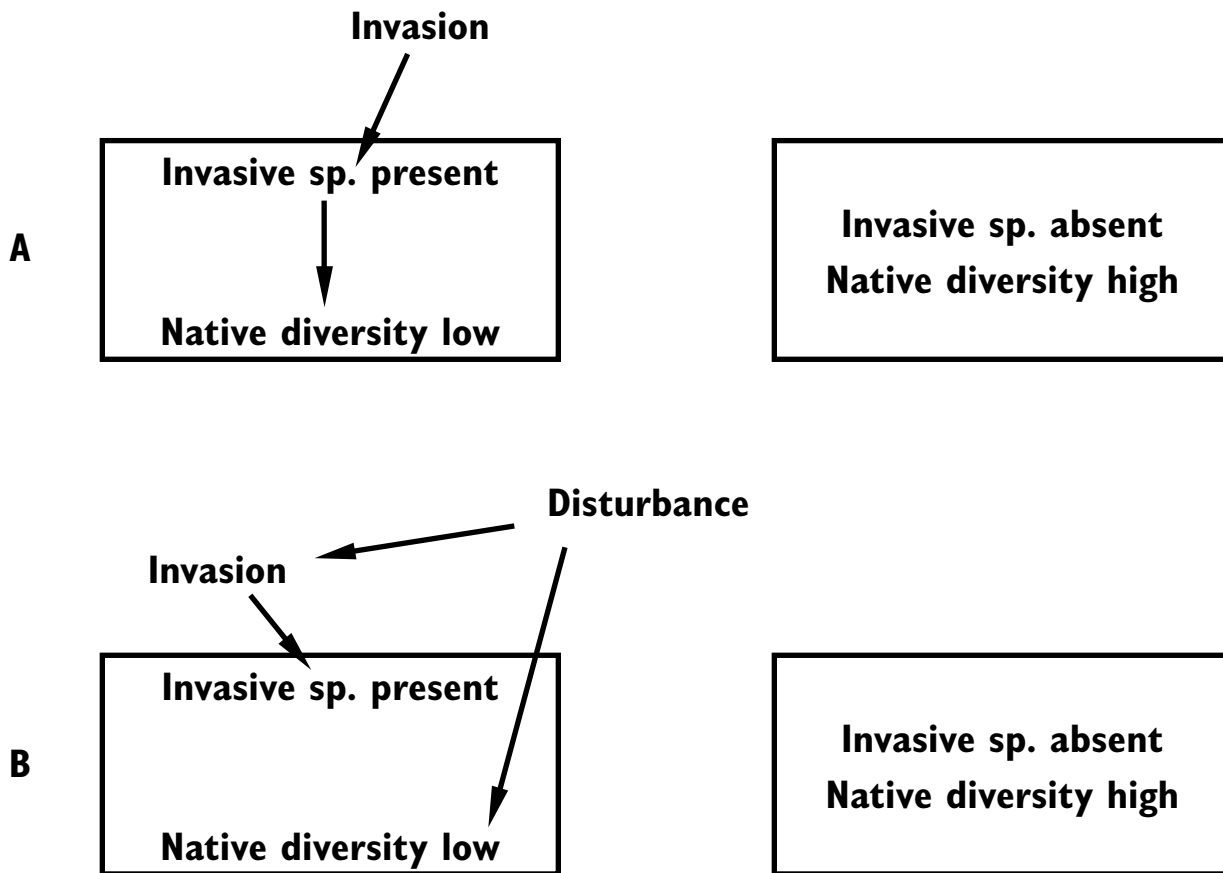 Invasion
Invasive sp. present
Native diversity low
A
Invasive sp. absent
Native diversity high
Disturbance
Invasion
Invasive sp. present
Native diversity low
B
Invasive sp. absent
Native diversity high